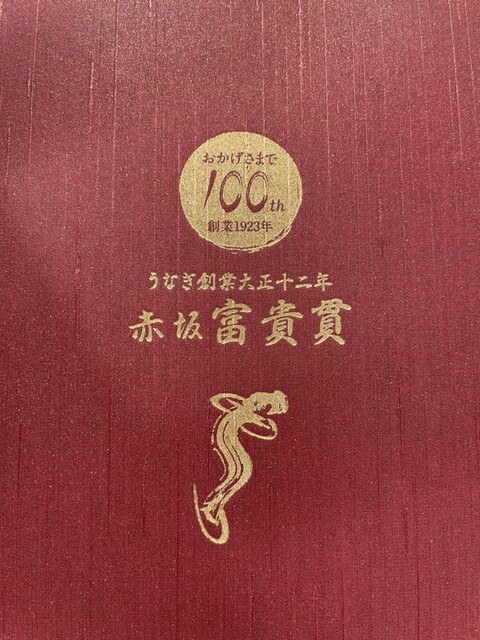 おかげさまで
100th
創業1923年
うなぎ創業大正十二年
赤坂富貴貫